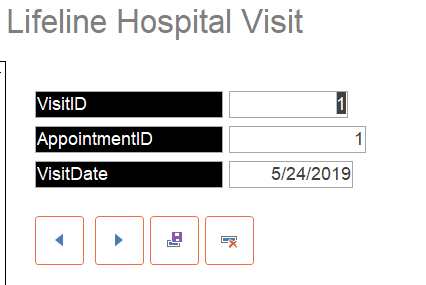 Lifeline Hospital Visit
VisitID 1
AppointmentID 1
VisitDate 5/24/2019